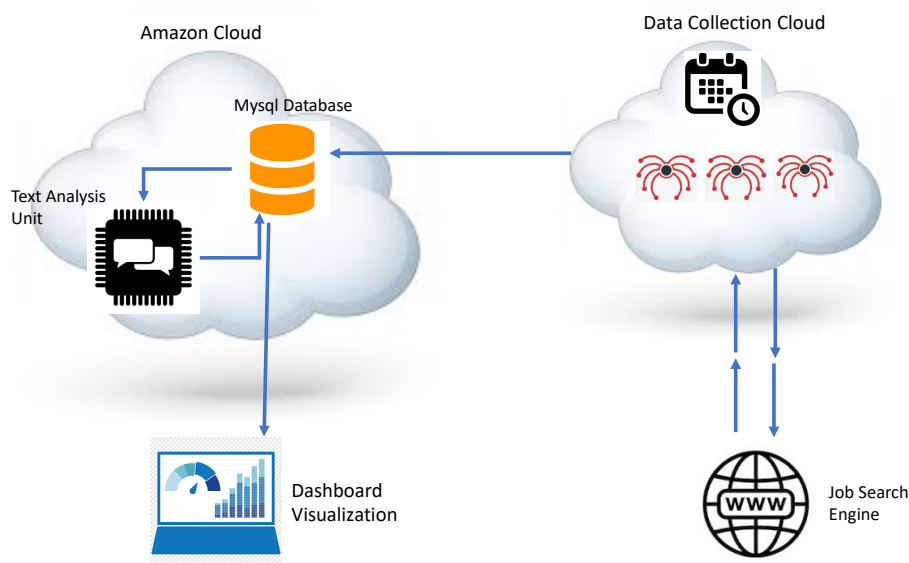 Data Collection Cloud
Amazon Cloud
Mysql Database
Text Analysis
Unit
Dashboard
Visualization
WWW
Job Search
Engine